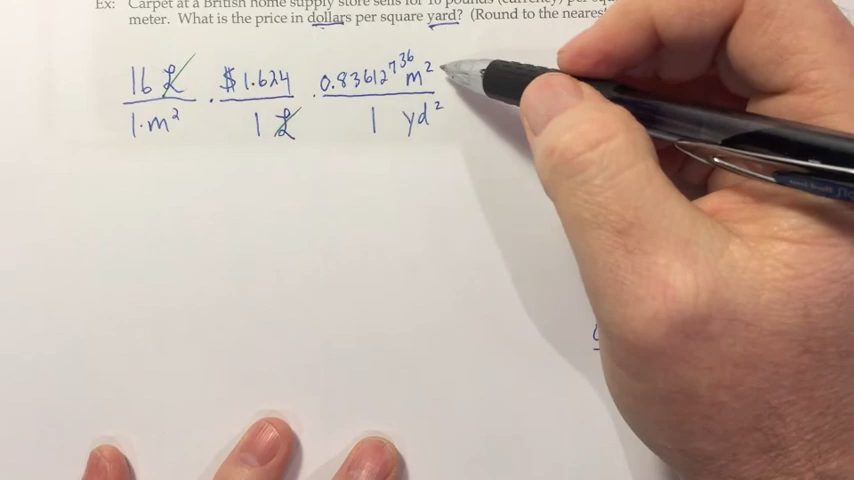 Ex: Carpet at a British home supply store sells for 16 pounds (currency) per squ
meter. What is the price in dollars per square yard? (Round to the neares
16 £ / 1·m² · $1.624 / 1 £ · 0.83612736 m² / 1 yd²